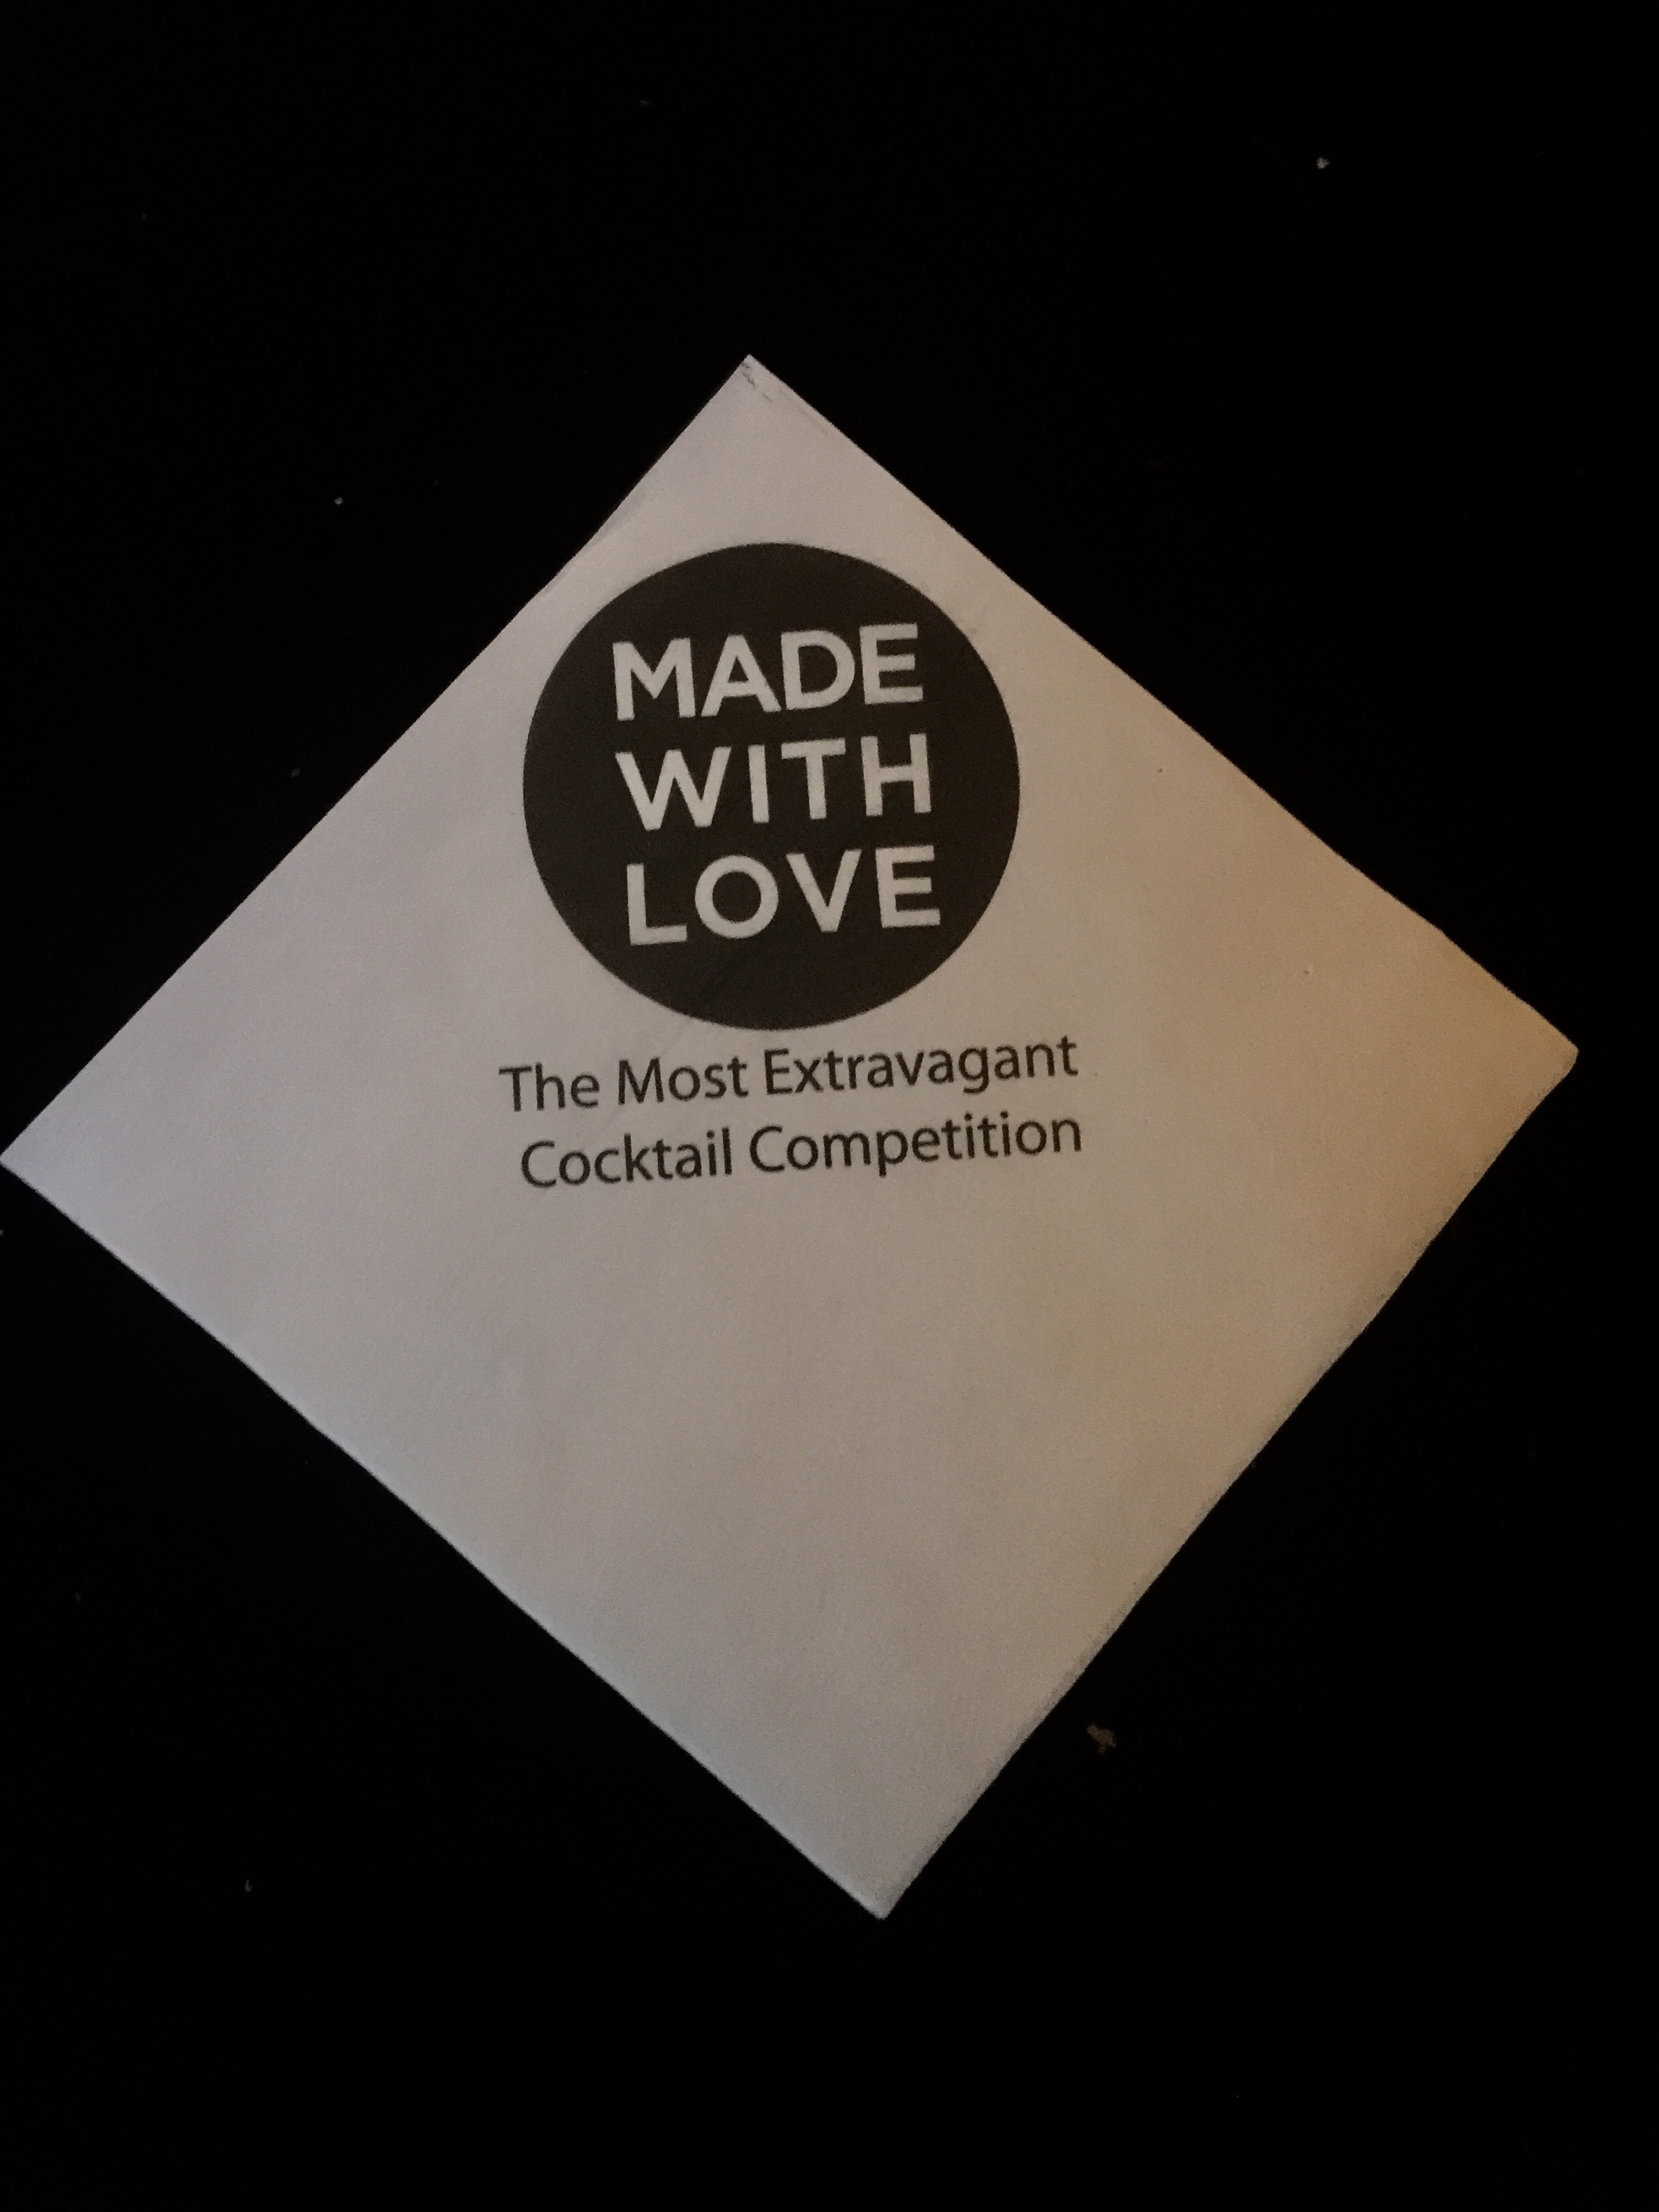 MADE
WITH
LOVE
The Most Extravagant
Cocktail Competition